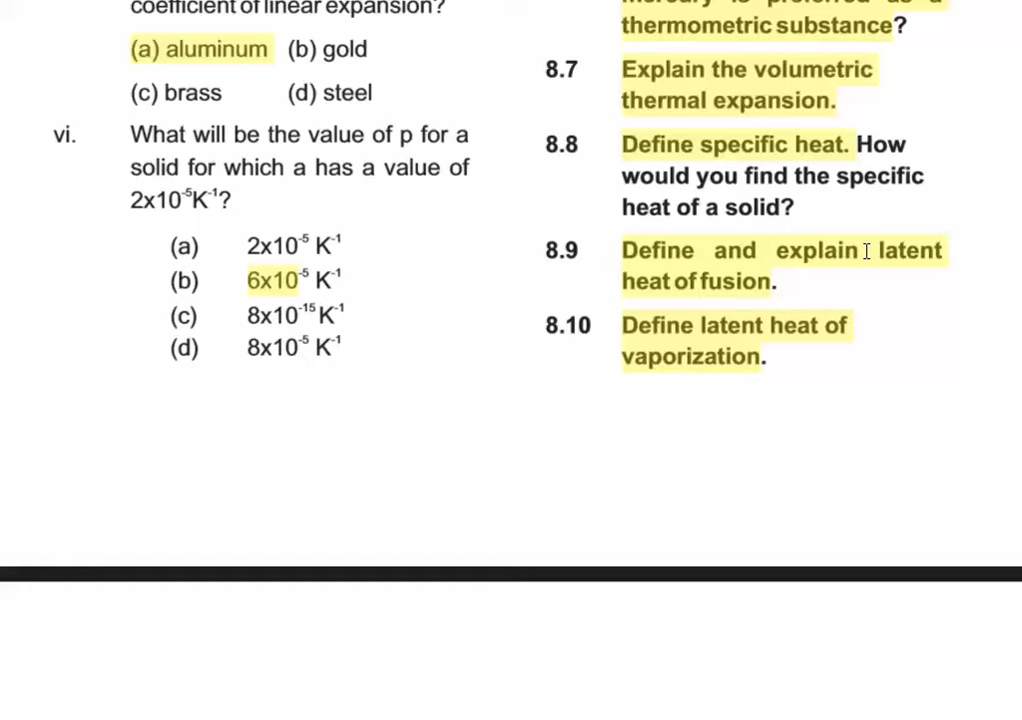 coefficient of linear expansion?
(a) aluminum (b) gold
(c) brass (d) steel
vi. What will be the value of p for a
solid for which a has a value of
2x10⁻⁵K⁻¹?
(a) 2x10⁻⁵ K⁻¹
(b) 6x10⁻⁵ K⁻¹
(c) 8x10⁻¹⁵ K⁻¹
(d) 8x10⁻⁵ K⁻¹
mercury is preferred as a
thermometric substance?
8.7 Explain the volumetric
thermal expansion.
8.8 Define specific heat. How
would you find the specific
heat of a solid?
8.9 Define and explain latent
heat of fusion.
8.10 Define latent heat of
vaporization.